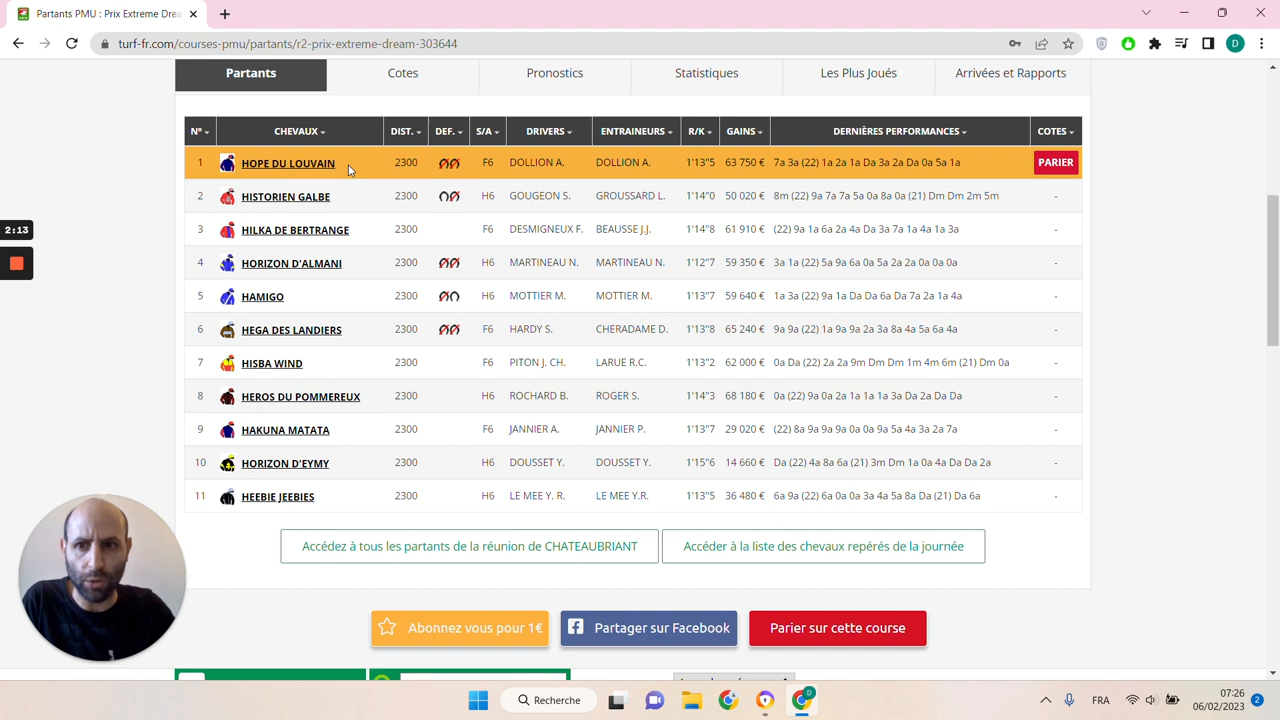 Partants PMU : Prix Extreme Drea
turf-fr.com/courses-pmu/partants/r2-prix-extreme-dream-303644
D
Partants Cotes Pronostics Statistiques Les Plus Joués Arrivées et Rapports
N° CHEVAUX DIST. DEF. S/A DRIVERS ENTRAINEURS R/K GAINS DERNIÈRES PERFORMANCES COTES
1 HOPE DU LOUVAIN 2300 F6 DOLLION A. DOLLION A. 1'13"5 63 750 € 7a 3a (22) 1a 2a 1a Da 3a 2a Da 0a 5a 1a PARIER
2 HISTORIEN GALBE 2300 H6 GOUGEON S. GROUSSARD L. 1'14"0 50 020 € 8m (22) 9a 7a 7a 5a 0a 8a 0a (21) Dm Dm 2m 5m -
3 HILKA DE BERTRANGE 2300 F6 DESMIGNEUX F. BEAUSSE J.J. 1'14"8 61 910 € (22) 9a 1a 6a 2a 4a Da 3a 7a 1a 4a 1a 3a -
4 HORIZON D'ALMANI 2300 H6 MARTINEAU N. MARTINEAU N. 1'12"7 59 350 € 3a 1a (22) 5a 9a 6a 0a 5a 2a 2a 0a 0a 0a -
5 HAMIGO 2300 H6 MOTTIER M. MOTTIER M. 1'13"7 59 640 € 1a 3a (22) 9a 1a Da Da 6a Da 7a 2a 1a 4a -
6 HEGA DES LANDIERS 2300 F6 HARDY S. CHERADAME D. 1'13"8 65 240 € 9a 9a (22) 1a 9a 9a 2a 3a 8a 4a 5a 1a 4a -
7 HISBA WIND 2300 F6 PITON J. CH. LARUE R.C. 1'13"2 62 000 € 0a Da (22) 2a 2a 9m Dm Dm 1m 4m 6m (21) Dm 0a -
8 HEROS DU POMMEREUX 2300 H6 ROCHARD B. ROGER S. 1'14"3 68 180 € 0a (22) 9a 0a 2a 1a 1a 1a 3a Da 2a Da Da -
9 HAKUNA MATATA 2300 F6 JANNIER A. JANNIER P. 1'13"7 29 020 € (22) 8a 9a 9a 9a 0a 0a 9a 5a 4a 3a 2a 7a -
10 HORIZON D'EYMY 2300 H6 DOUSSET Y. DOUSSET Y. 1'15"6 14 660 € Da (22) 4a 8a 6a (21) 3m Dm 1a 0a 4a Da Da 2a -
11 HEEBIE JEEBIES 2300 H6 LE MEE Y. R. LE MEE Y.R. 1'13"5 36 480 € 6a 9a (22) 6a 0a 0a 3a 4a 5a 8a Da (21) Da 6a -
2:13
Accédez à tous les partants de la réunion de CHATEAUBRIANT Accéder à la liste des chevaux repérés de la journée
Abonnez vous pour 1€ Partager sur Facebook Parier sur cette course
Recherche
D
FRA
07:26
06/02/2023
2